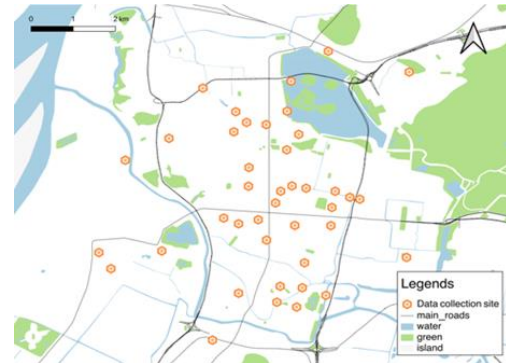 0 1 2 km
Legends
Data collection site
main_roads
water
green
island